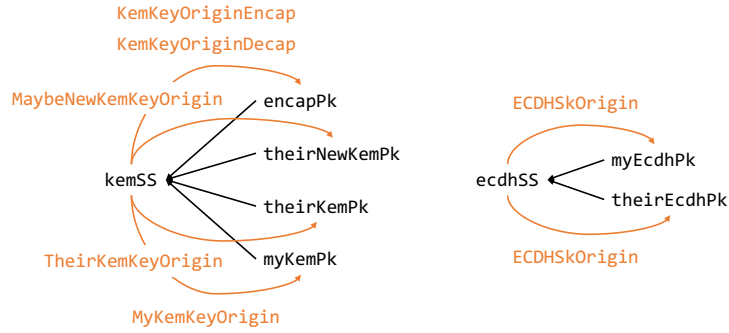 KemKeyOriginEncap
KemKeyOriginDecap
MaybeNewKemKeyOrigin
encapPk
theirNewKemPk
kemSS
theirKemPk
TheirKemKeyOrigin
myKemPk
MyKemKeyOrigin
ECDHSkOrigin
myEcdhPk
ecdhSS
theirEcdhPk
ECDHSkOrigin